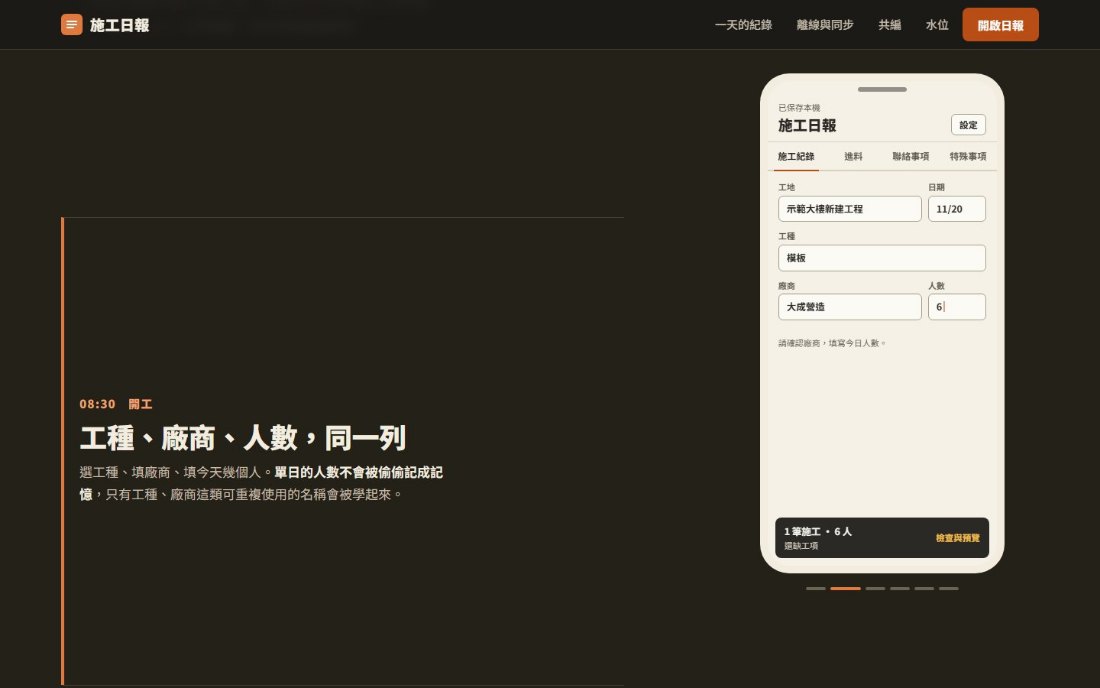 施工日報
一天的紀錄
離線與同步
共編
水位
開啟日報
08:30 開工
工種、廠商、人數，同一列
選工種、填廠商、填今天幾個人。單日的人數不會被偷偷記成記
憶，只有工種、廠商這類可重複使用的名稱會被學起來。
已保存本機
施工日報
設定
施工紀錄 進料 聯絡事項 特殊事項
工地 日期
示範大樓新建工程 11/20
工種
模板
廠商 人數
大成營造 6
請確認廠商，填寫今日人數。
1 筆施工・6 人
還缺工項
檢查與預覽